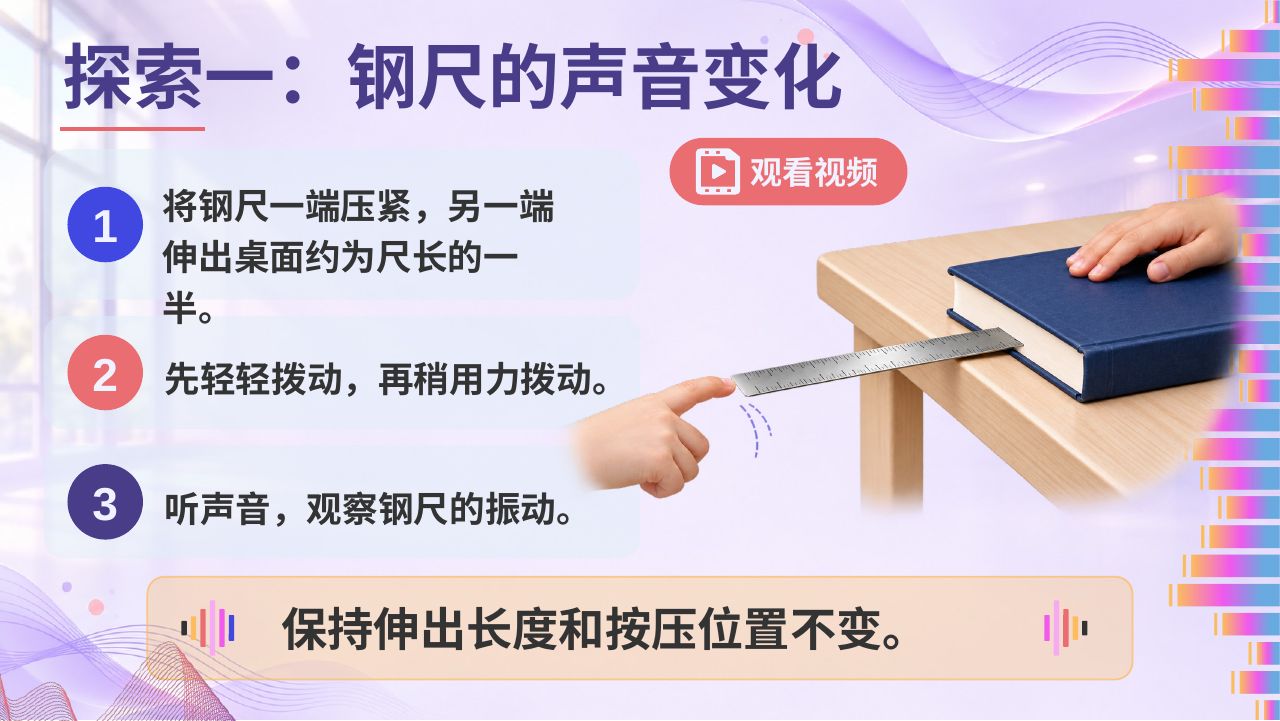 探索一：钢尺的声音变化
观看视频
1
将钢尺一端压紧，另一端
伸出桌面约为尺长的一
半。
2
先轻轻拨动，再稍用力拨动。
3
听声音，观察钢尺的振动。
保持伸出长度和按压位置不变。